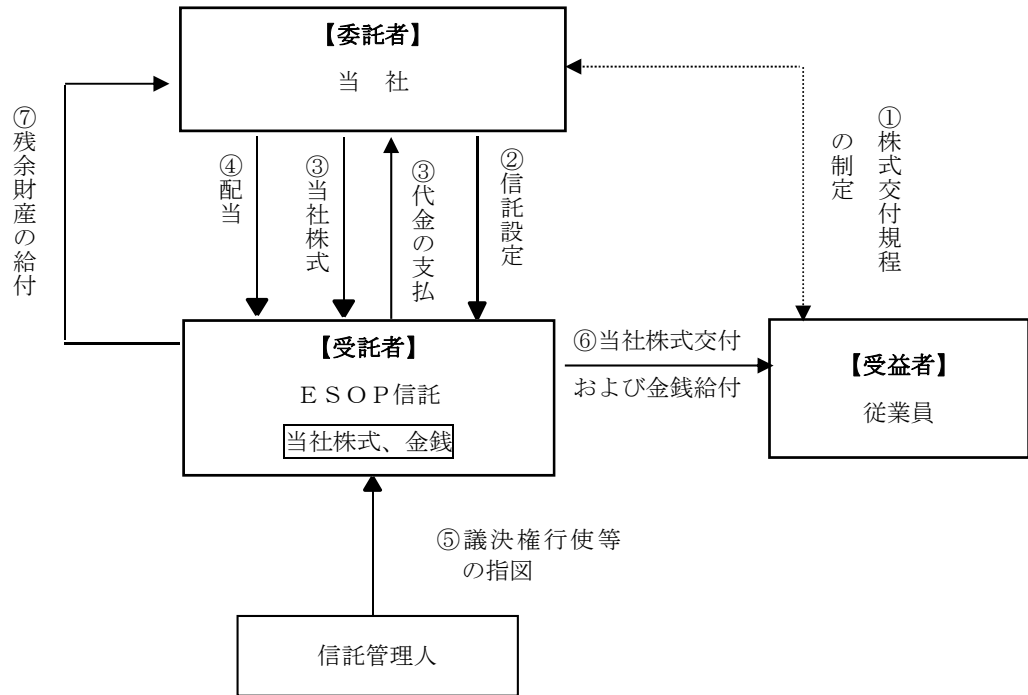 【委託者】
当　社
⑦残余財産の給付
④配当
③当社株式
③代金の支払
②信託設定
①株式交付規程
の制定
【受託者】
ＥＳＯＰ信託
当社株式、金銭
⑥当社株式交付
および金銭給付
【受益者】
従業員
⑤議決権行使等
の指図
信託管理人